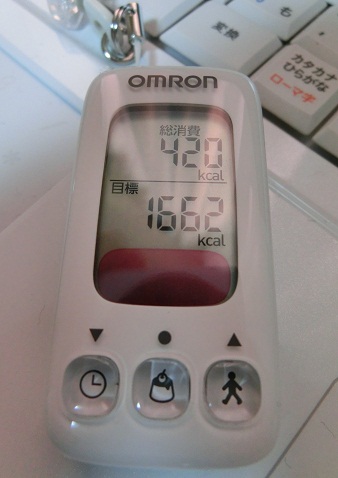 も
変換
カタカナ
ひらがな
ローマ字
OMRON
総消費
420
kcal
目標
1662
kcal